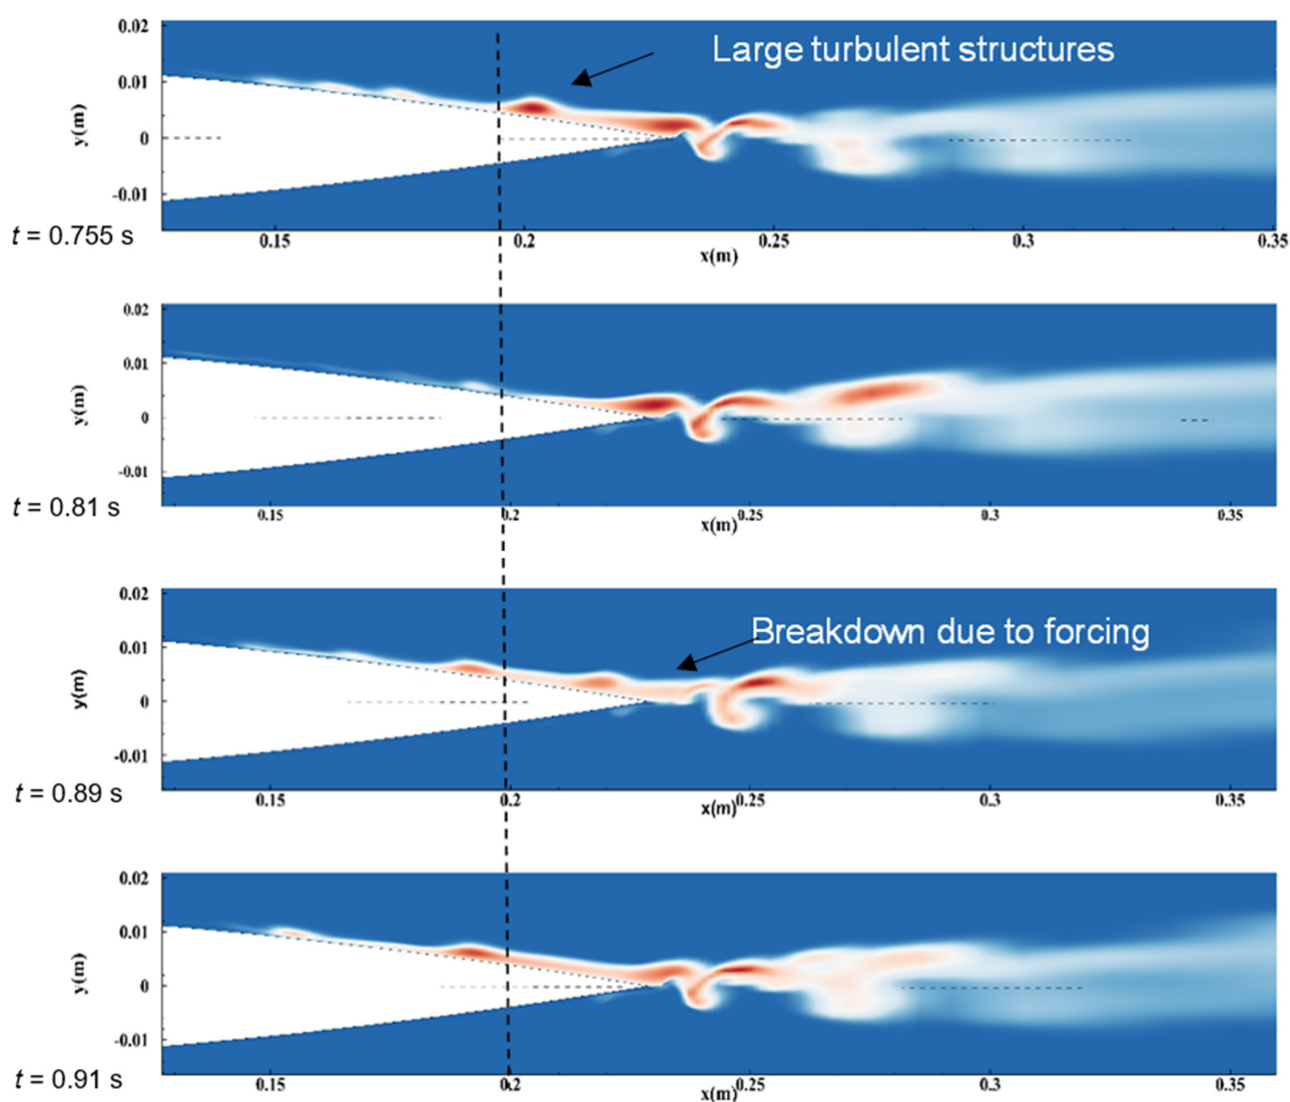 0.02
Large turbulent structures
0.01
y(m)
0
-0.01
t = 0.755 s
0.15 0.2 0.25 0.3 0.35
x(m)
0.02
0.01
y(m)
0
-0.01
t = 0.81 s
0.15 0.2 0.25 0.3 0.35
x(m)
0.02
Breakdown due to forcing
0.01
y(m)
0
-0.01
t = 0.89 s
0.15 0.2 0.25 0.3 0.35
x(m)
0.02
0.01
y(m)
0
-0.01
t = 0.91 s
0.15 0.2 0.25 0.3 0.35
x(m)